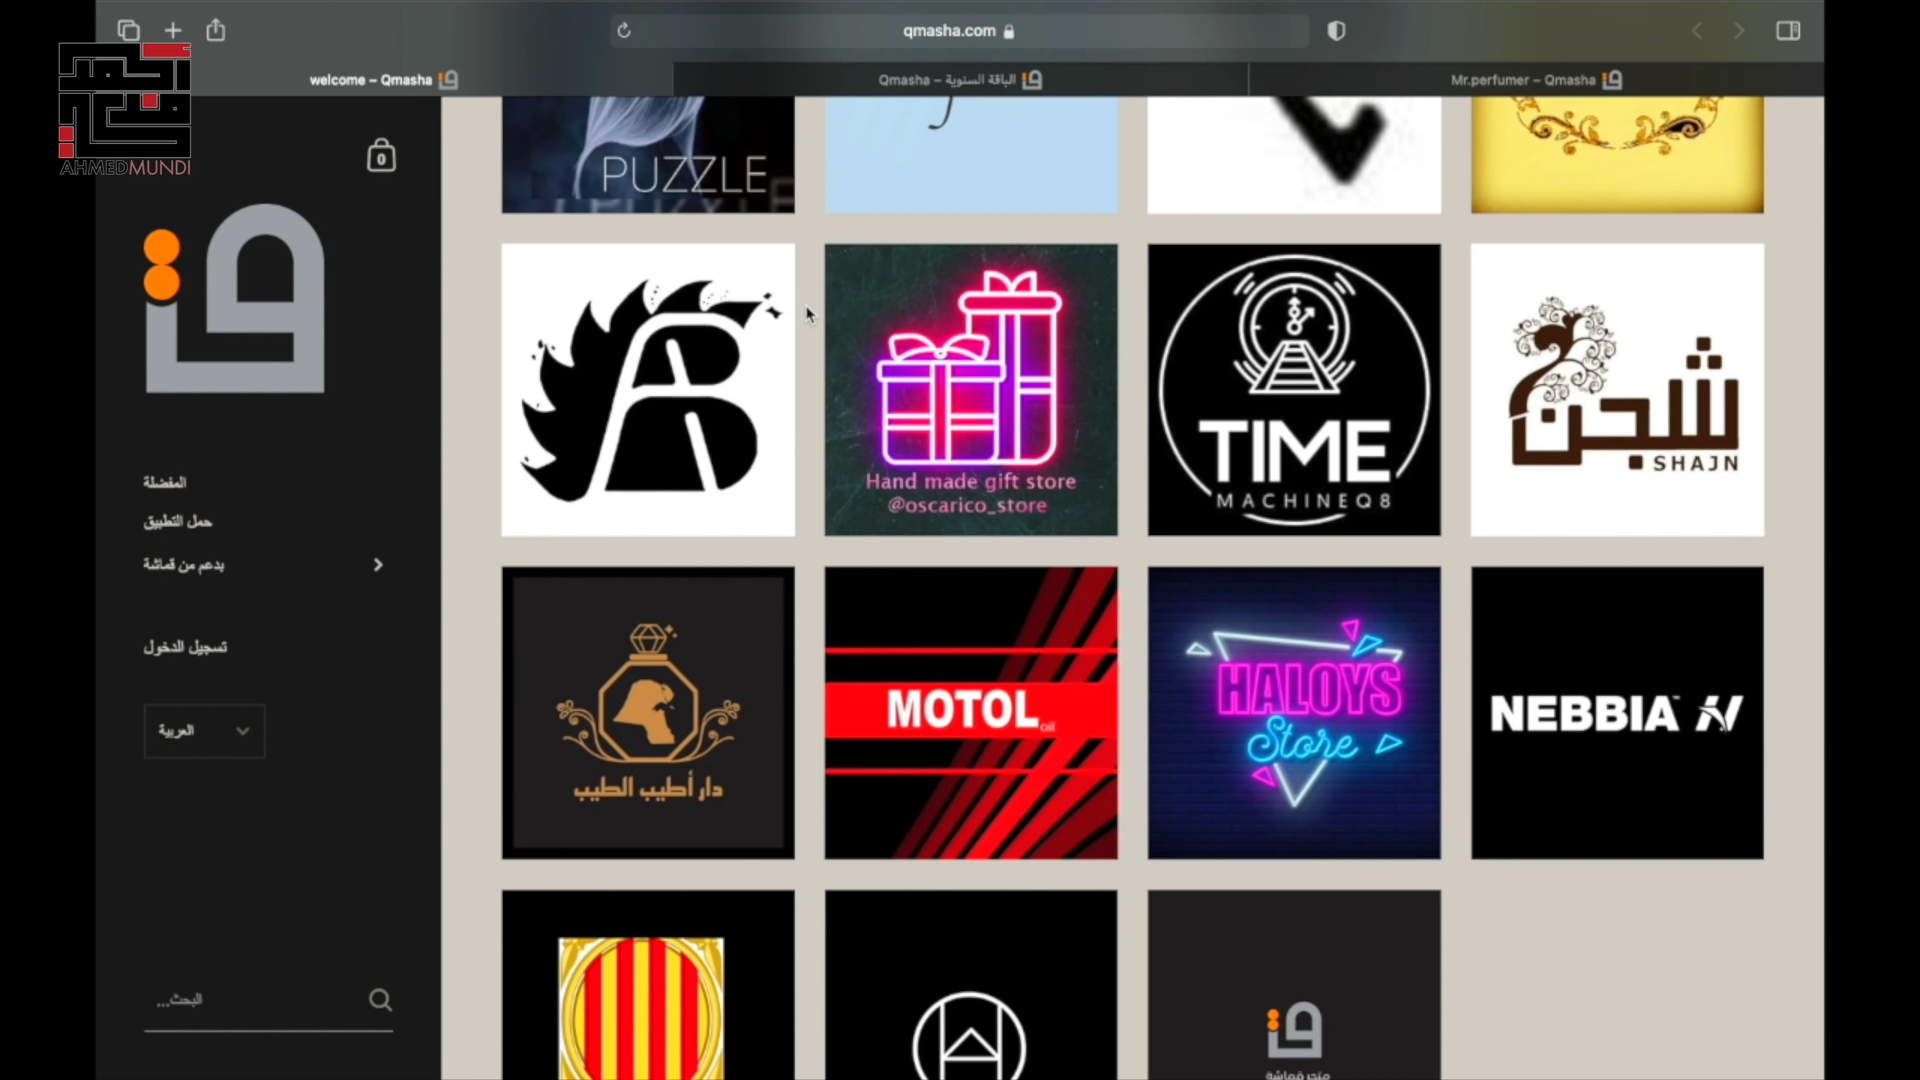 qmasha.com
welcome – Qmasha
الباقة السنوية – Qmasha
Mr.perfumer – Qmasha
AHMEDMUNDI
0
المفضلة
حمل التطبيق
بدعم من قماشة
تسجيل الدخول
العربية
البحث...
PUZZLE
Hand made gift store
@oscarico_store
TIME
MACHINEQ8
شجن
SHAJN
دار أطيب الطيب
MOTOL
oil
HALOYS
Store
NEBBIA
متجر قماشة